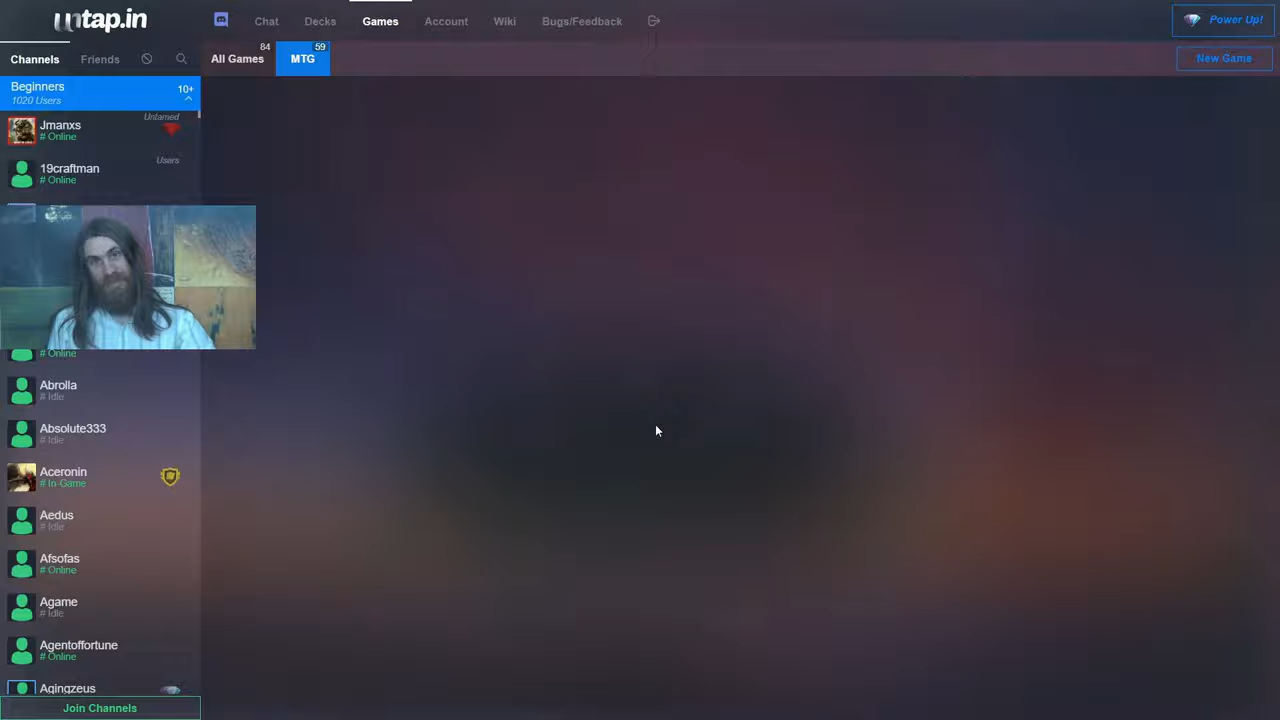 untap.in
Chat
Decks
Games
Account
Wiki
Bugs/Feedback
Power Up!
Channels
Friends
All Games
84
MTG
59
New Game
Beginners
1020 Users
10+
Untamed
Jmanxs
# Online
Users
19craftman
# Online
# Online
Abrolla
# Idle
Absolute333
# Idle
Aceronin
# In-Game
Aedus
# Idle
Afsofas
# Online
Agame
# Idle
Agentoffortune
# Online
Agingzeus
Join Channels